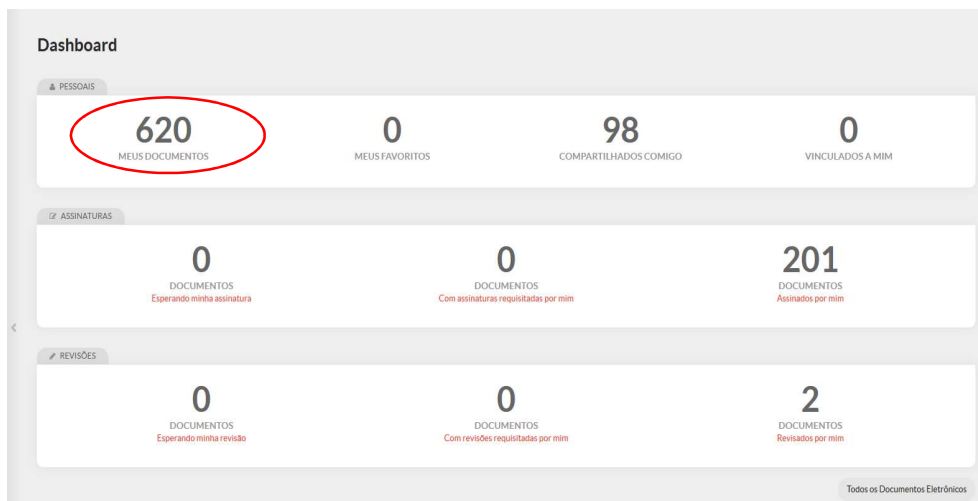 Dashboard
PESSOAIS
620 0 98 0
MEUS DOCUMENTOS MEUS FAVORITOS COMPARTILHADOS COMIGO VINCULADOS A MIM
ASSINATURAS
0 0 201
DOCUMENTOS DOCUMENTOS DOCUMENTOS
Esperando minha assinatura Com assinaturas requisitadas por mim Assinados por mim
REVISÕES
0 0 2
DOCUMENTOS DOCUMENTOS DOCUMENTOS
Esperando minha revisão Com revisões requisitadas por mim Revisados por mim
Todos os Documentos Eletrônicos